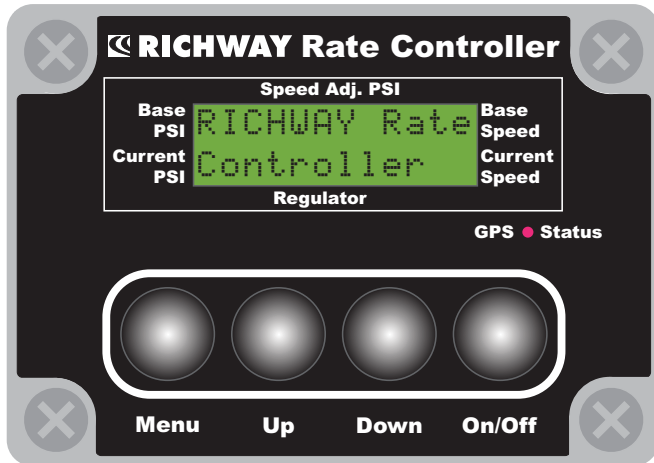 RICHWAY Rate Controller
Speed Adj. PSI
Base PSI
RICHWAY Rate
Base Speed
Current PSI
Controller
Current Speed
Regulator
GPS Status
Menu Up Down On/Off